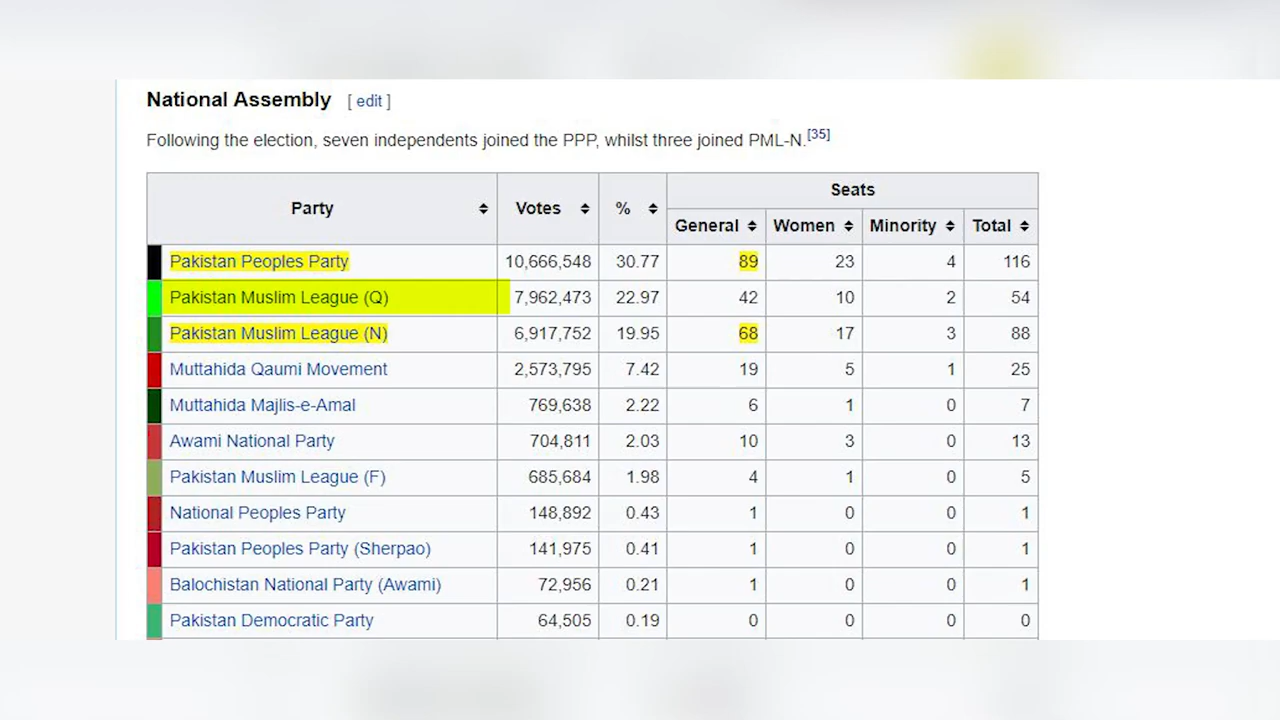 National Assembly [ edit ]
Following the election, seven independents joined the PPP, whilst three joined PML-N.[35]
Party Votes % Seats
General Women Minority Total
Pakistan Peoples Party 10,666,548 30.77 89 23 4 116
Pakistan Muslim League (Q) 7,962,473 22.97 42 10 2 54
Pakistan Muslim League (N) 6,917,752 19.95 68 17 3 88
Muttahida Qaumi Movement 2,573,795 7.42 19 5 1 25
Muttahida Majlis-e-Amal 769,638 2.22 6 1 0 7
Awami National Party 704,811 2.03 10 3 0 13
Pakistan Muslim League (F) 685,684 1.98 4 1 0 5
National Peoples Party 148,892 0.43 1 0 0 1
Pakistan Peoples Party (Sherpao) 141,975 0.41 1 0 0 1
Balochistan National Party (Awami) 72,956 0.21 1 0 0 1
Pakistan Democratic Party 64,505 0.19 0 0 0 0